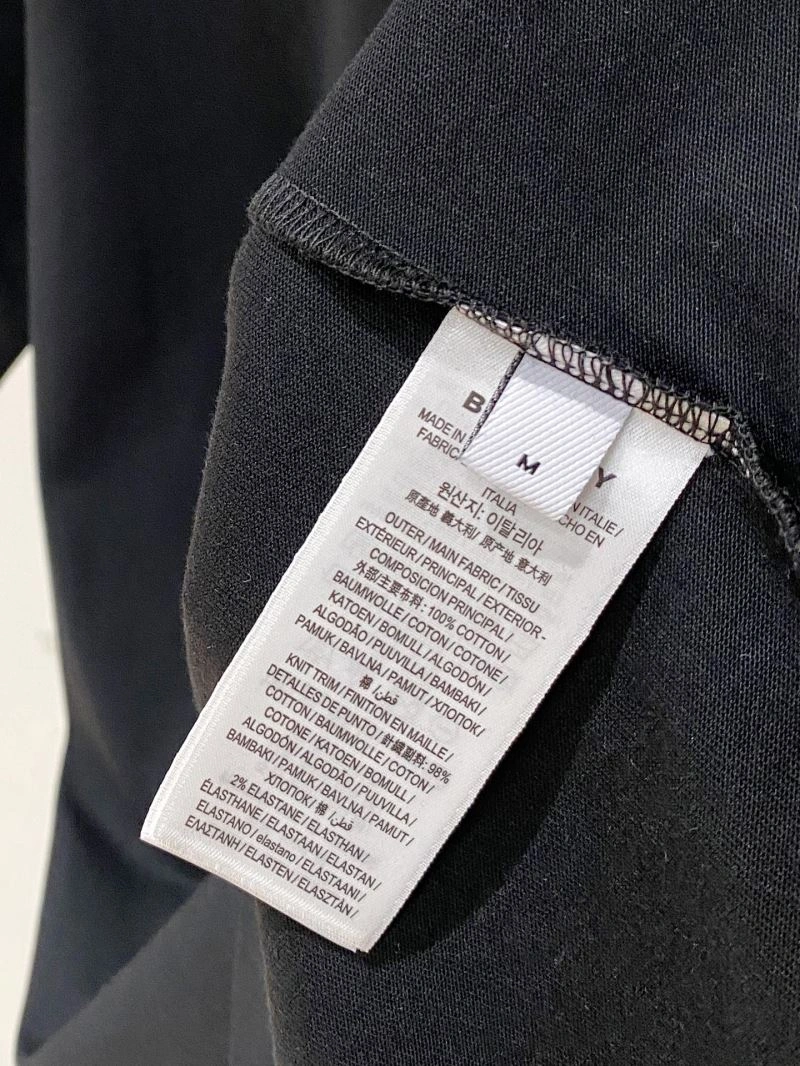 B Y
M
MADE IN N ITALIE /
FABRIC CHO EN
ITALIA
원산지: 이탈리아
原產地 義大利 / 原产地 意大利
OUTER / MAIN FABRIC / TISSU
EXTÉRIEUR / PRINCIPAL / EXTERIOR -
COMPOSICION PRINCIPAL /
外部/主要布料: 100% COTTON /
BAUMWOLLE / COTON / COTONE /
KATOEN / BOMULL / ALGODÓN /
ALGODÃO / PUUVILLA / BAMBAKI /
PAMUK / BAVLNA / PAMUT / ХЛОПОК /
棉 / قطن
KNIT TRIM / FINITION EN MAILLE /
DETALLES DE PUNTO / 針織副料: 98%
COTTON / BAUMWOLLE / COTON /
COTONE / KATOEN / BOMULL /
ALGODÓN / ALGODÃO / PUUVILLA /
BAMBAKI / PAMUK / BAVLNA / PAMUT /
ХЛОПОК / 棉 / قطن
2% ELASTANE / ELASTHAN /
ÉLASTHANE / ELASTAAN / ELASTAN /
ELASTANO / elastano / ELASTAANI /
ΕΛΑΣΤΑΝΗ / ELASTEN / ELASZTÁN /